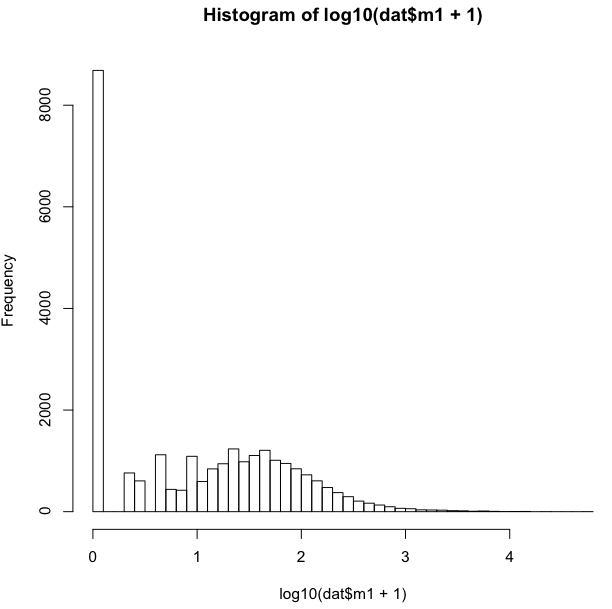 Histogram of log10(dat$m1 + 1)
Frequency
8000
6000
4000
2000
0
0 1 2 3 4
log10(dat$m1 + 1)